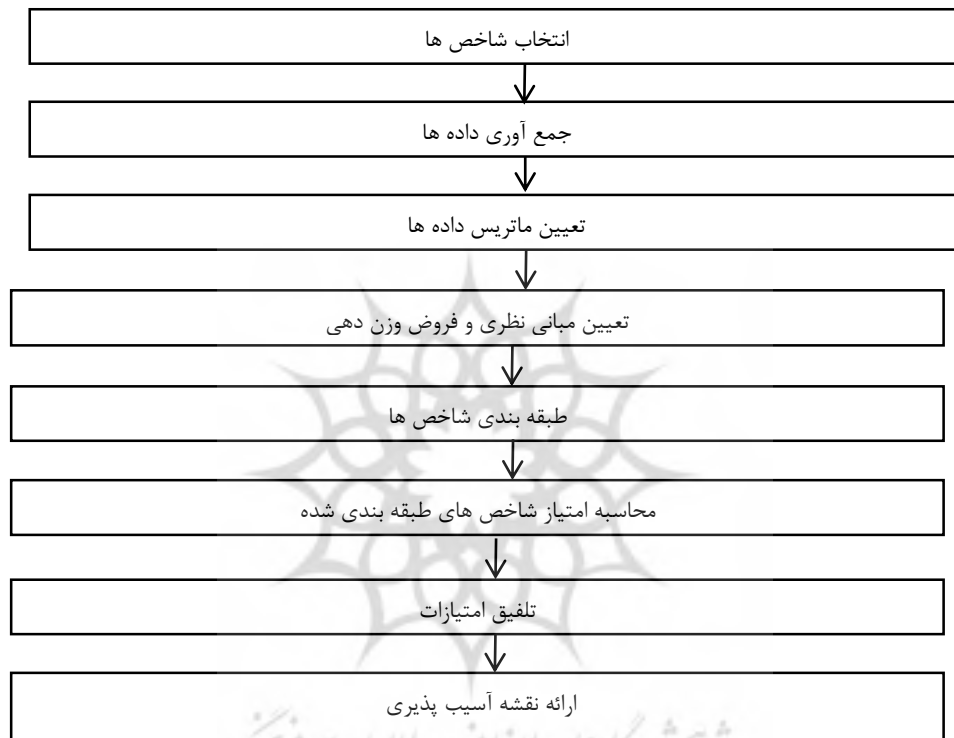 انتخاب شاخص ها
جمع آوری داده ها
تعیین ماتریس داده ها
تعیین مبانی نظری و فروض وزن دهی
طبقه بندی شاخص ها
محاسبه امتیاز شاخص های طبقه بندی شده
تلفیق امتیازات
ارائه نقشه آسیب پذیری